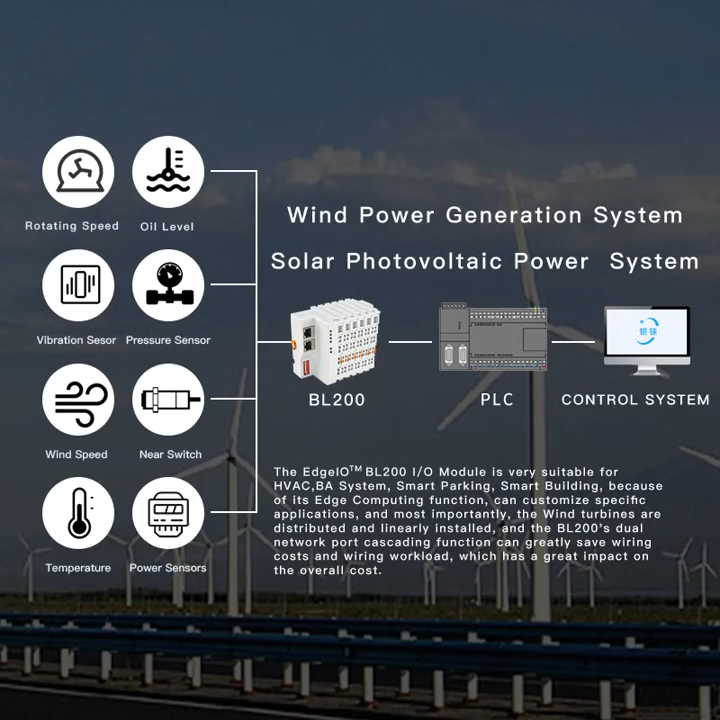 Wind Power Generation System
Solar Photovoltaic Power System
Rotating Speed
Oil Level
Vibration Sesor
Pressure Sensor
Wind Speed
Near Switch
Temperature
Power Sensors
BL200
PLC
CONTROL SYSTEM
The EdgeIO™ BL200 I/O Module is very suitable for
HVAC,BA System, Smart Parking, Smart Building, because
of its Edge Computing function, can customize specific
applications, and most importantly, the Wind turbines are
distributed and linearly installed, and the BL200's dual
network port cascading function can greatly save wiring
costs and wiring workload, which has a great impact on
the overall cost.